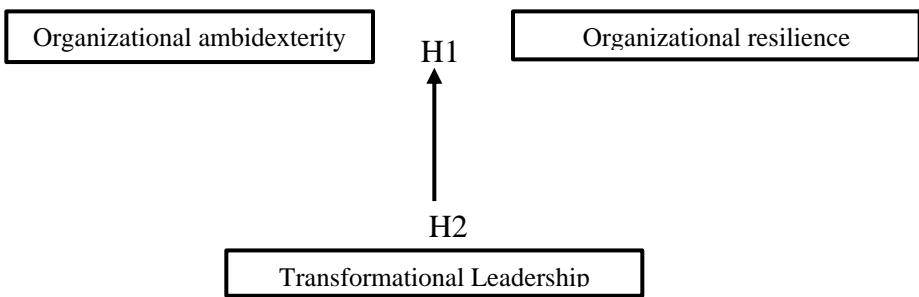 Organizational ambidexterity
H1
Organizational resilience
H2
Transformational Leadership